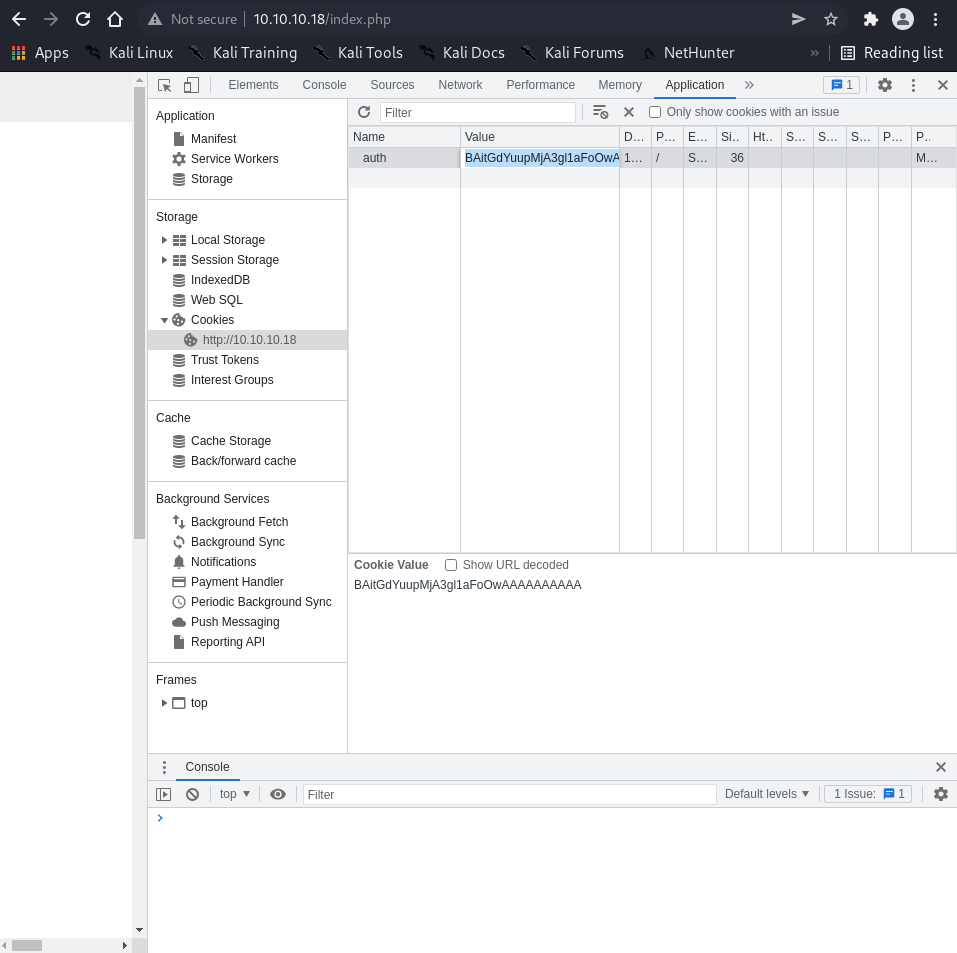 Not secure 10.10.10.18/index.php
Apps Kali Linux Kali Training Kali Tools Kali Docs Kali Forums NetHunter » Reading list
Elements Console Sources Network Performance Memory Application » 1
Application
Manifest
Service Workers
Storage
Storage
Local Storage
Session Storage
IndexedDB
Web SQL
Cookies
http://10.10.10.18
Trust Tokens
Interest Groups
Cache
Cache Storage
Back/forward cache
Background Services
Background Fetch
Background Sync
Notifications
Payment Handler
Periodic Background Sync
Push Messaging
Reporting API
Frames
top
Filter Only show cookies with an issue
Name Value D... P... E... Si... Ht... S... S... S... P... P..
auth BAitGdYuupMjA3gl1aFoOwA 1... / S... 36 M...
Cookie Value Show URL decoded
BAitGdYuupMjA3gl1aFoOwAAAAAAAAAA
Console
top Filter Default levels 1 Issue: 1